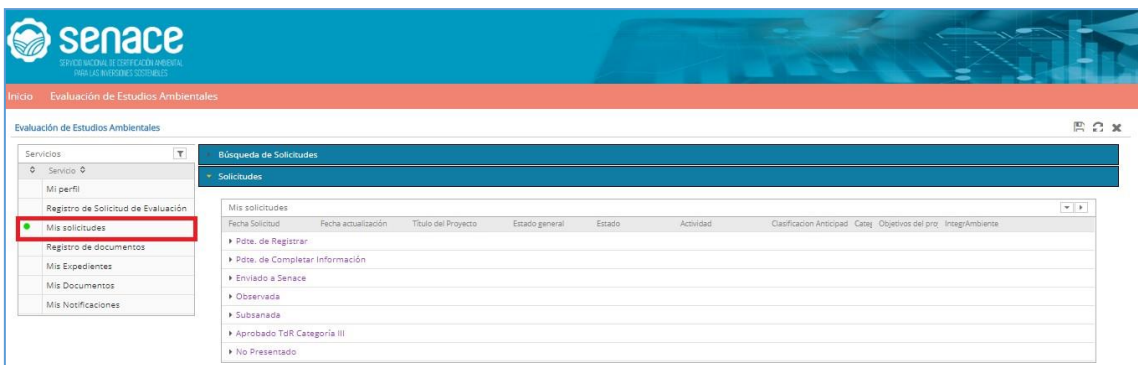 senace
SERVICIO NACIONAL DE CERTIFICACIÓN AMBIENTAL
PARA LAS INVERSIONES SOSTENIBLES
Inicio Evaluación de Estudios Ambientales
Evaluación de Estudios Ambientales
Servicios
Servicio
Mi perfil
Registro de Solicitud de Evaluación
Mis solicitudes
Registro de documentos
Mis Expedientes
Mis Documentos
Mis Notificaciones
Búsqueda de Solicitudes
Solicitudes
Mis solicitudes
Fecha Solicitud Fecha actualización Título del Proyecto Estado general Estado Actividad Clasificacion Anticipad Categ Objetivos del pro IntegrAmbiente
Pdte. de Registrar
Pdte. de Completar Información
Enviado a Senace
Observada
Subsanada
Aprobado TdR Categoría III
No Presentado